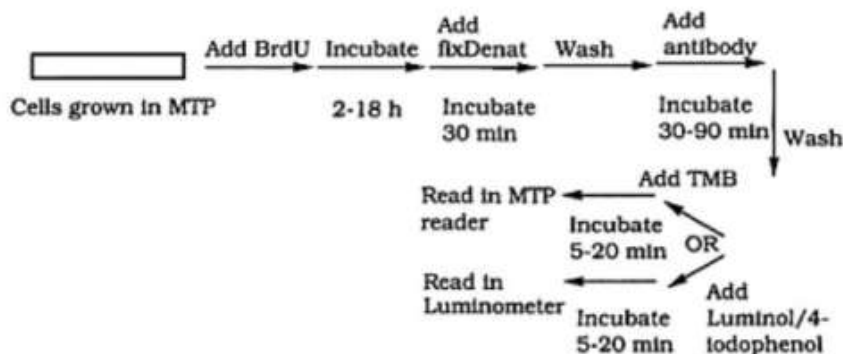 Cells grown in MTP
Add BrdU
Incubate
2-18 h
Add
fixDenat
Incubate
30 min
Wash
Add
antibody
Incubate
30-90 min
Wash
Add TMB
Incubate
5-20 min
Read in MTP
reader
OR
Add
Luminol/4-
iodophenol
Incubate
5-20 min
Read in
Luminometer